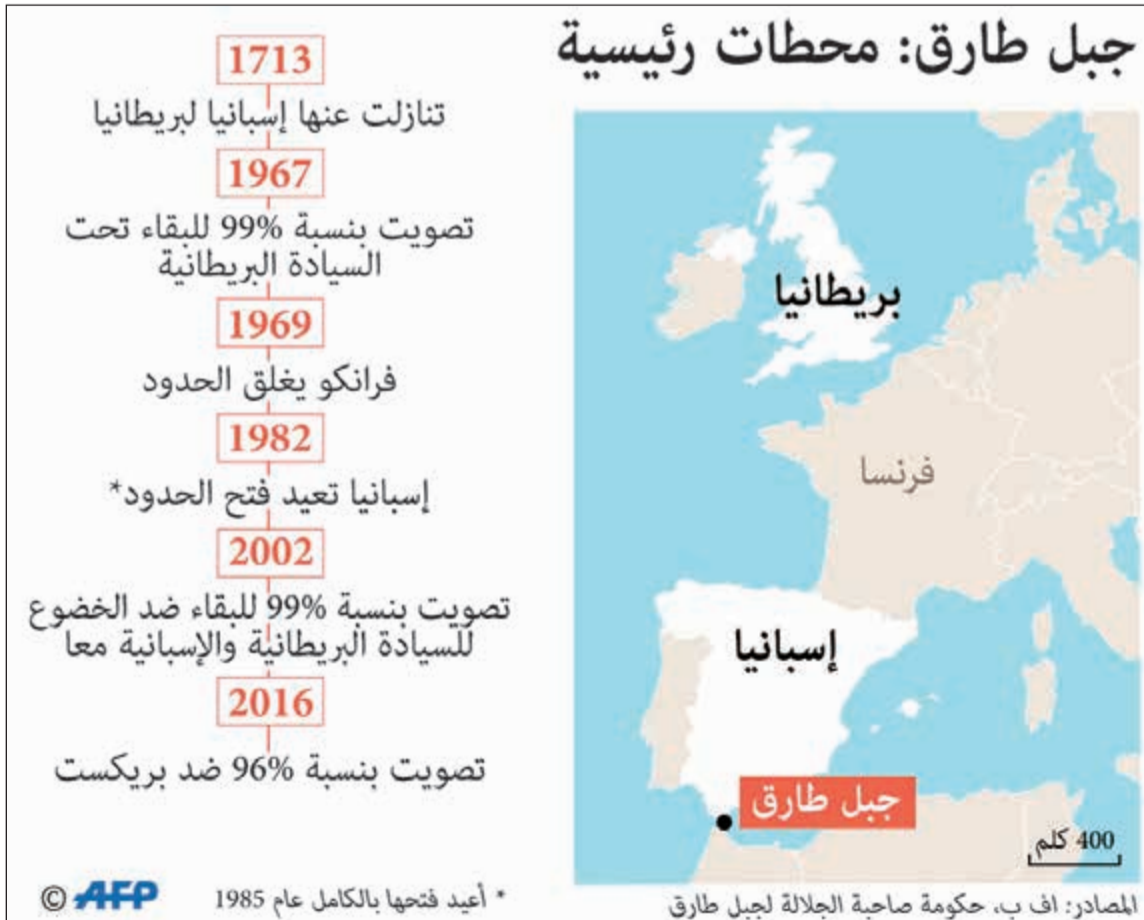 جبل طارق: محطات رئيسية
1713
تنازلت عنها إسبانيا لبريطانيا
1967
تصويت بنسبة 99% للبقاء تحت
السيادة البريطانية
1969
فرانكو يغلق الحدود
1982
إسبانيا تعيد فتح الحدود*
2002
تصويت بنسبة 99% للبقاء ضد الخضوع
للسيادة البريطانية والإسبانية معا
2016
تصويت بنسبة 96% ضد بريكست
بريطانيا
فرنسا
إسبانيا
جبل طارق
400 كلم
المصادر: اف ب، حكومة صاحبة الجلالة لجبل طارق
* أعيد فتحها بالكامل عام 1985
© AFP